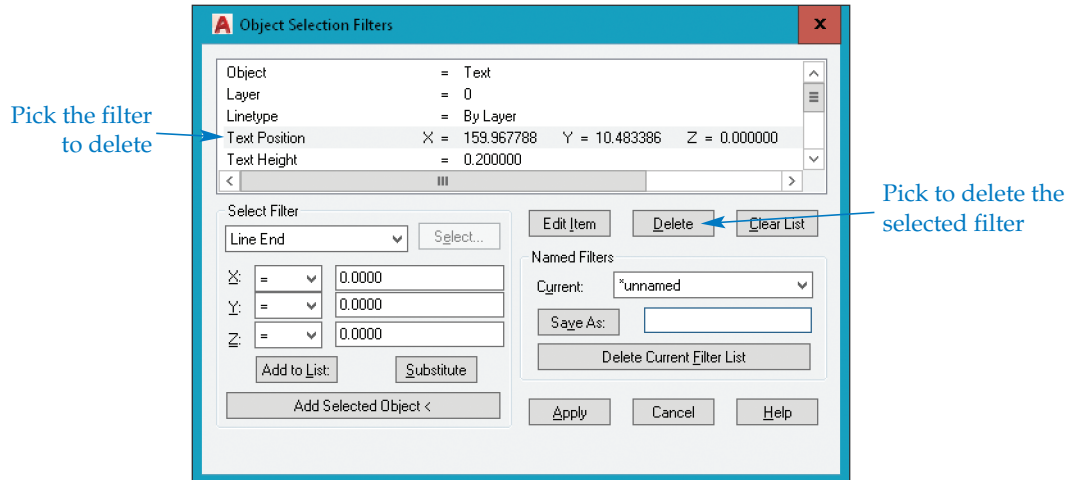 Object Selection Filters
x
Object = Text
Layer = 0
Linetype = By Layer
Text Position X = 159.967788 Y = 10.483386 Z = 0.000000
Text Height = 0.200000
Pick the filter
to delete
Select Filter
Line End
Select...
X: = 0.0000
Y: = 0.0000
Z: = 0.0000
Add to List:
Substitute
Add Selected Object <
Edit Item
Delete
Clear List
Pick to delete the
selected filter
Named Filters
Current: *unnamed
Save As:
Delete Current Filter List
Apply
Cancel
Help